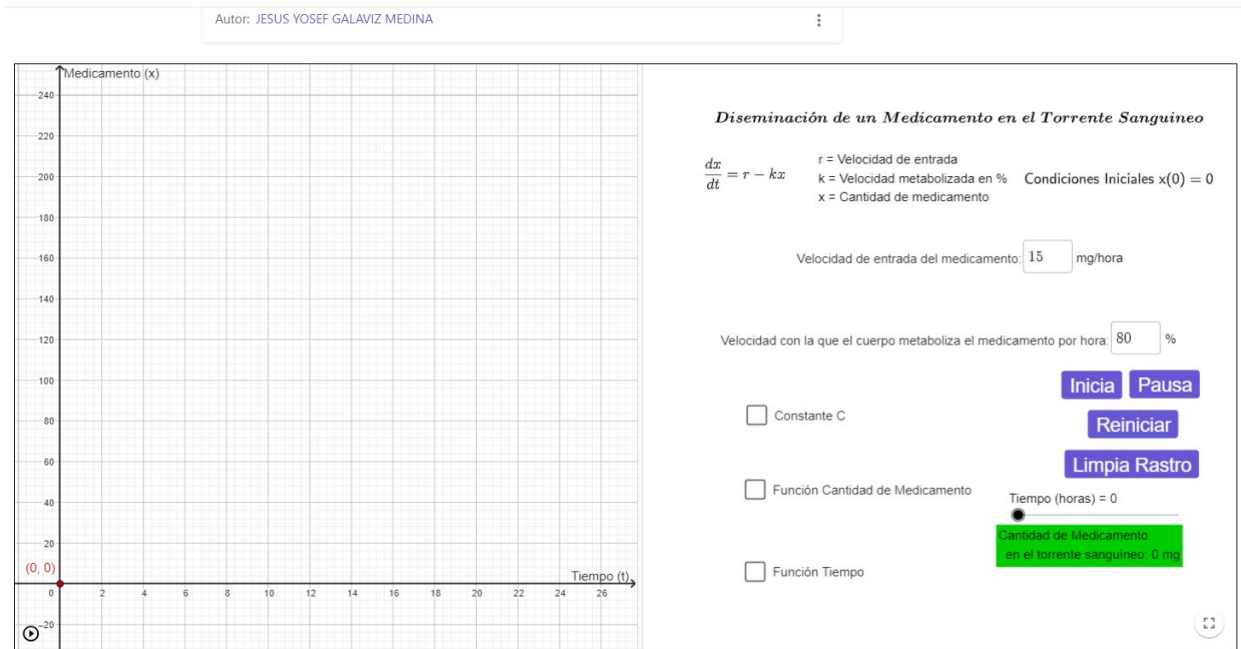 Autor: JESUS YOSEF GALAVIZ MEDINA
Medicamento (x)
240
220
200
180
160
140
120
100
80
60
40
20
(0, 0)
Tiempo (t)
0 2 4 6 8 10 12 14 16 18 20 22 24 26
−20
Diseminación de un Medicamento en el Torrente Sanguineo
dx/dt = r − kx
r = Velocidad de entrada
k = Velocidad metabolizada en %
x = Cantidad de medicamento
Condiciones Iniciales x(0) = 0
Velocidad de entrada del medicamento: 15 mg/hora
Velocidad con la que el cuerpo metaboliza el medicamento por hora: 80 %
Inicia Pausa
Constante C
Reiniciar
Limpia Rastro
Función Cantidad de Medicamento
Tiempo (horas) = 0
Cantidad de Medicamento
en el torrente sanguíneo: 0 mg
Función Tiempo